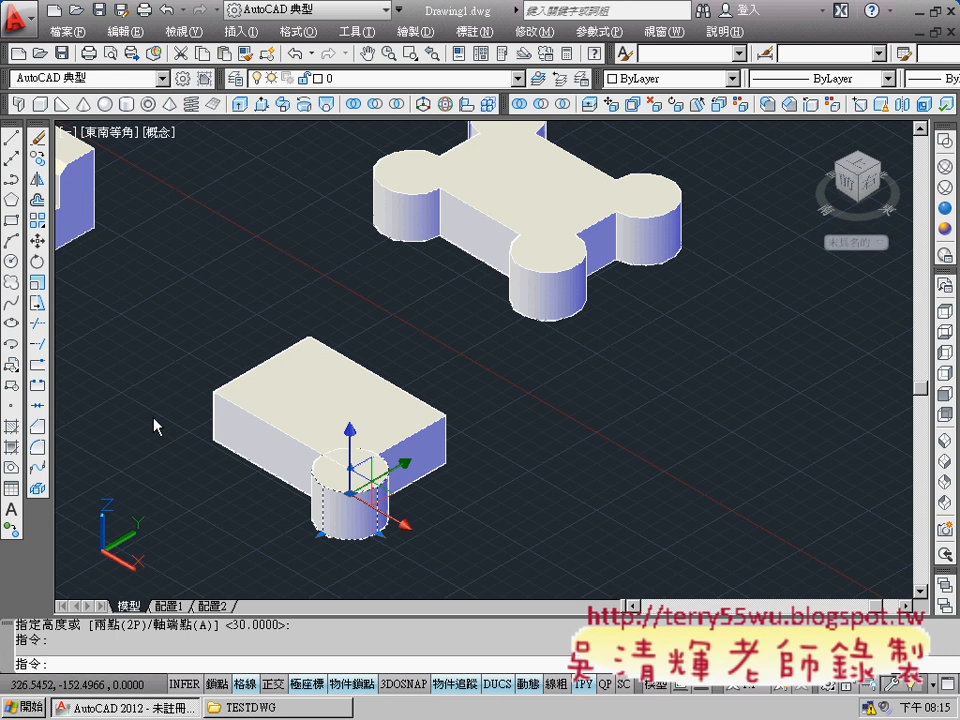 AutoCAD 典型
Drawing1.dwg
鍵入關鍵字或詞組
登入
檔案(F) 編輯(E) 檢視(V) 插入(I) 格式(O) 工具(T) 繪製(D) 標註(N) 修改(M) 參數式(P) 視窗(W) 說明(H)
AutoCAD 典型
0
ByLayer
ByLayer
[−] [東南等角] [概念]
上
前
右
南
東
未具名的
Z
Y
X
模型 / 配置1 / 配置2 /
指定高度或 [兩點(2P)/軸端點(A)] <30.0000>:
指令:
指令:
http://terry55wu.blogspot.tw
吳清輝老師錄製
326.5452, -152.4966, 0.0000
INFER 鎖點 格線 正交 極座標 物件鎖點 3DOSNAP 物件追蹤 DUCS 動態 線粗 TPY QP SC 模型
開始
AutoCAD 2012 - 未註冊...
TESTDWG
下午 08:15